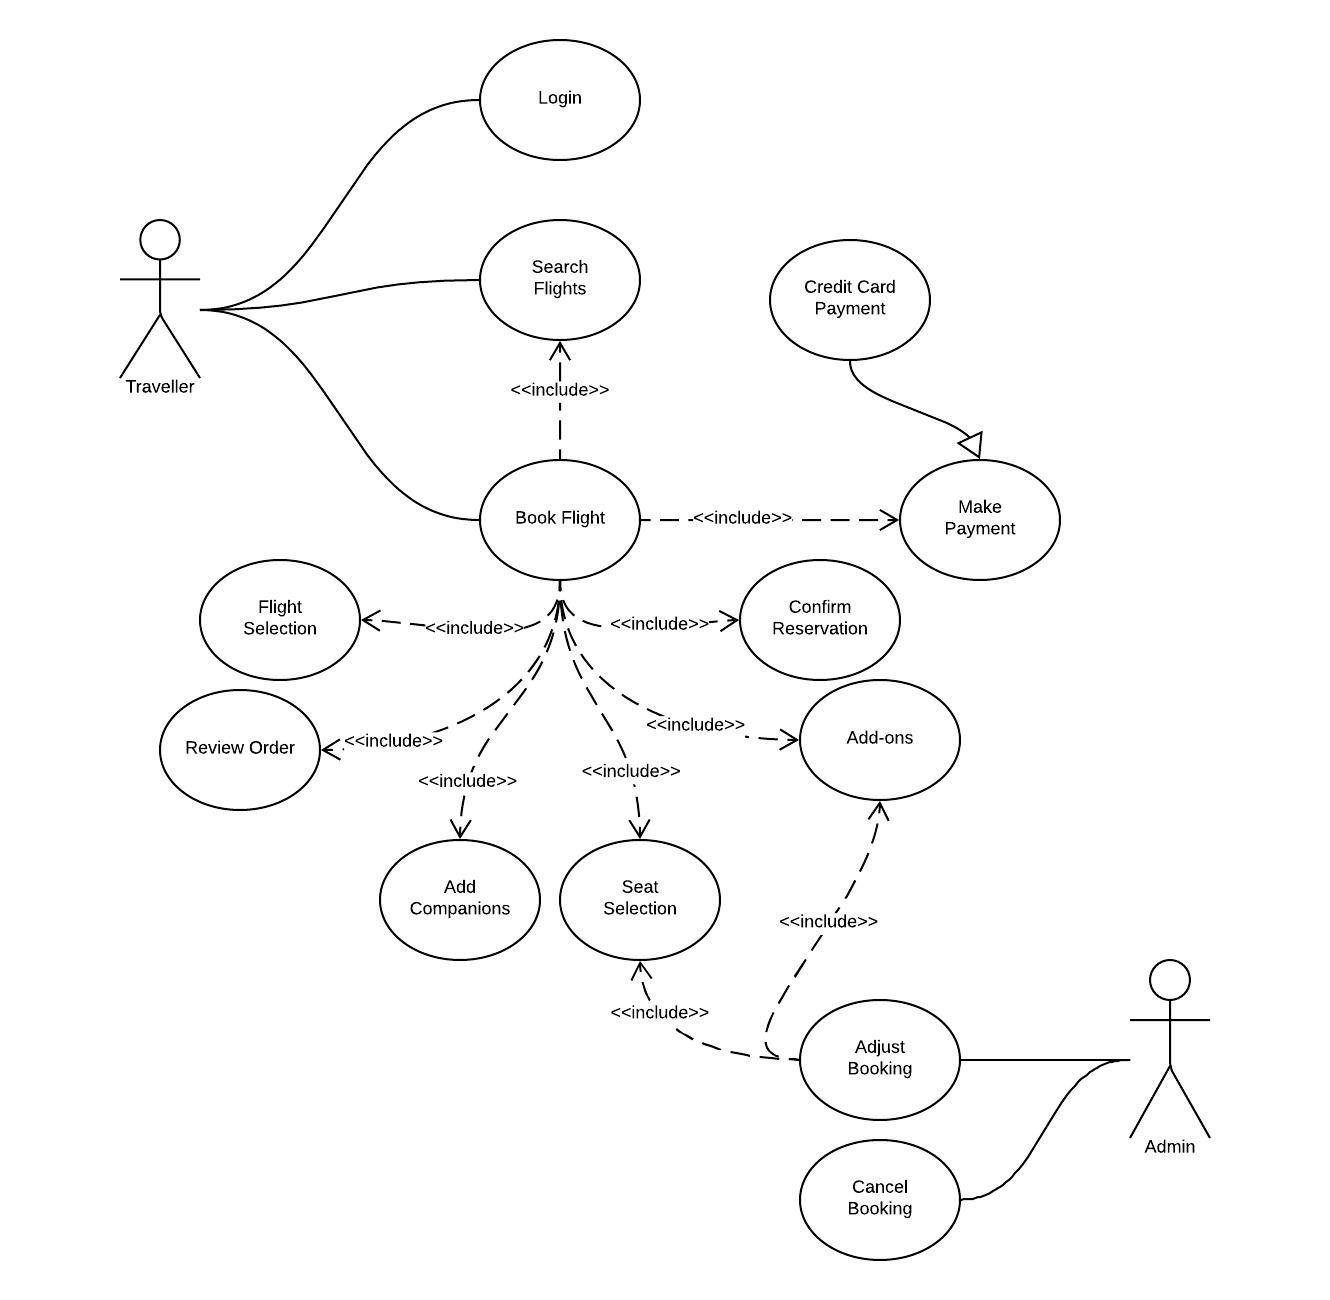 Login
Search
Flights
Credit Card
Payment
Traveller
<<include>>
Book Flight
<<include>>
Make
Payment
Flight
Selection
<<include>>
<<include>>
Confirm
Reservation
Review Order
<<include>>
<<include>>
Add-ons
<<include>>
<<include>>
Add
Companions
Seat
Selection
<<include>>
<<include>>
Adjust
Booking
Admin
Cancel
Booking